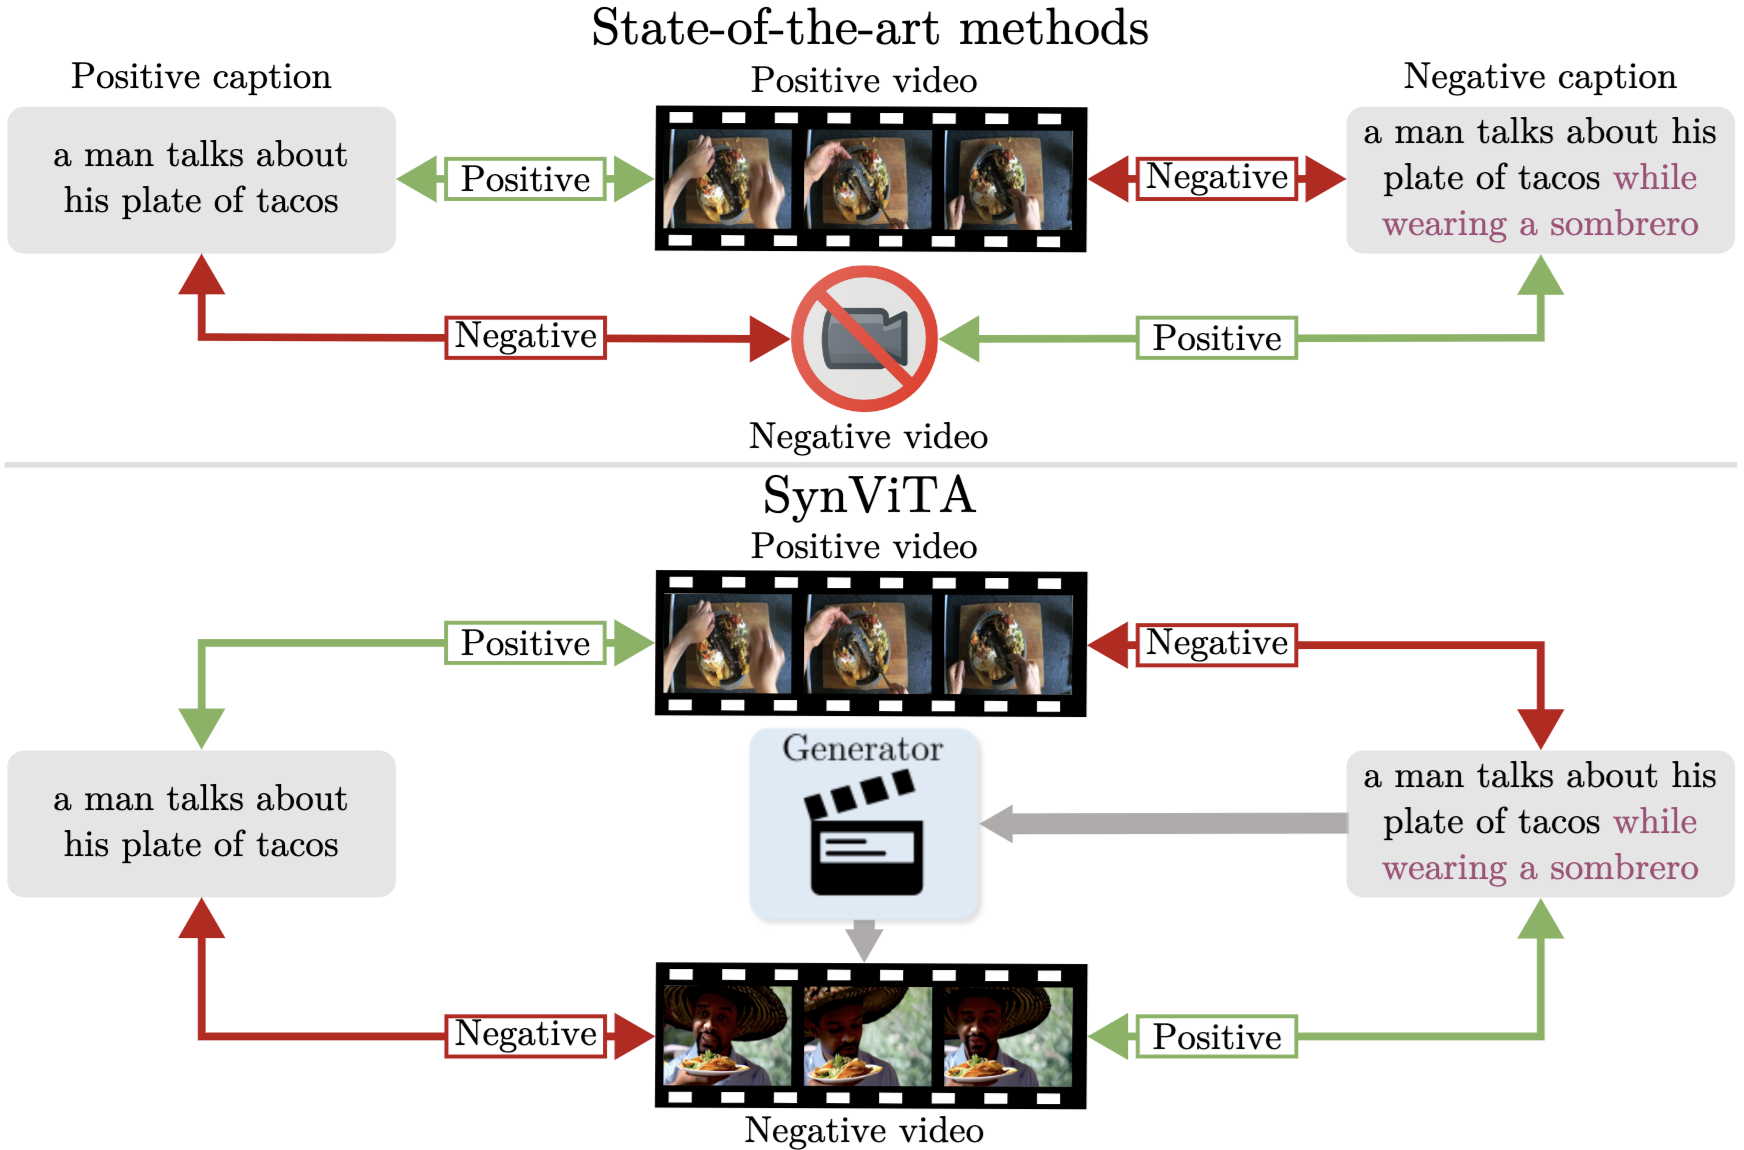 State-of-the-art methods
Positive caption
Positive video
Negative caption
a man talks about
his plate of tacos
Positive
Negative
a man talks about his
plate of tacos while
wearing a sombrero
Negative
Positive
Negative video
SynViTA
Positive video
Positive
Negative
Generator
a man talks about
his plate of tacos
a man talks about his
plate of tacos while
wearing a sombrero
Negative
Positive
Negative video